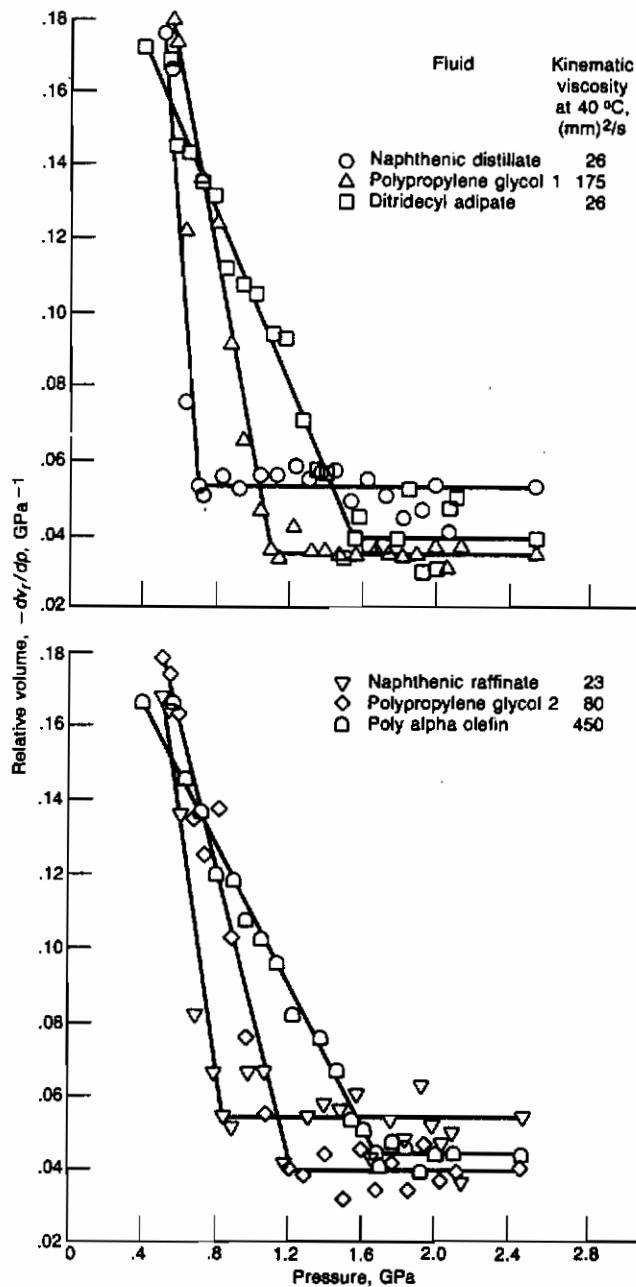 .18
.16
.14
.12
.10
.08
.06
.04
.02
Fluid
Kinematic
viscosity
at 40 ºC,
(mm)²/s
Naphthenic distillate 26
Polypropylene glycol 1 175
Ditridecyl adipate 26
Relative volume, -dvᵣ/dp, GPa⁻¹
.18
.16
.14
.12
.10
.08
.06
.04
.02
Naphthenic raffinate 23
Polypropylene glycol 2 80
Poly alpha olefin 450
0 .4 .8 1.2 1.6 2.0 2.4 2.8
Pressure, GPa